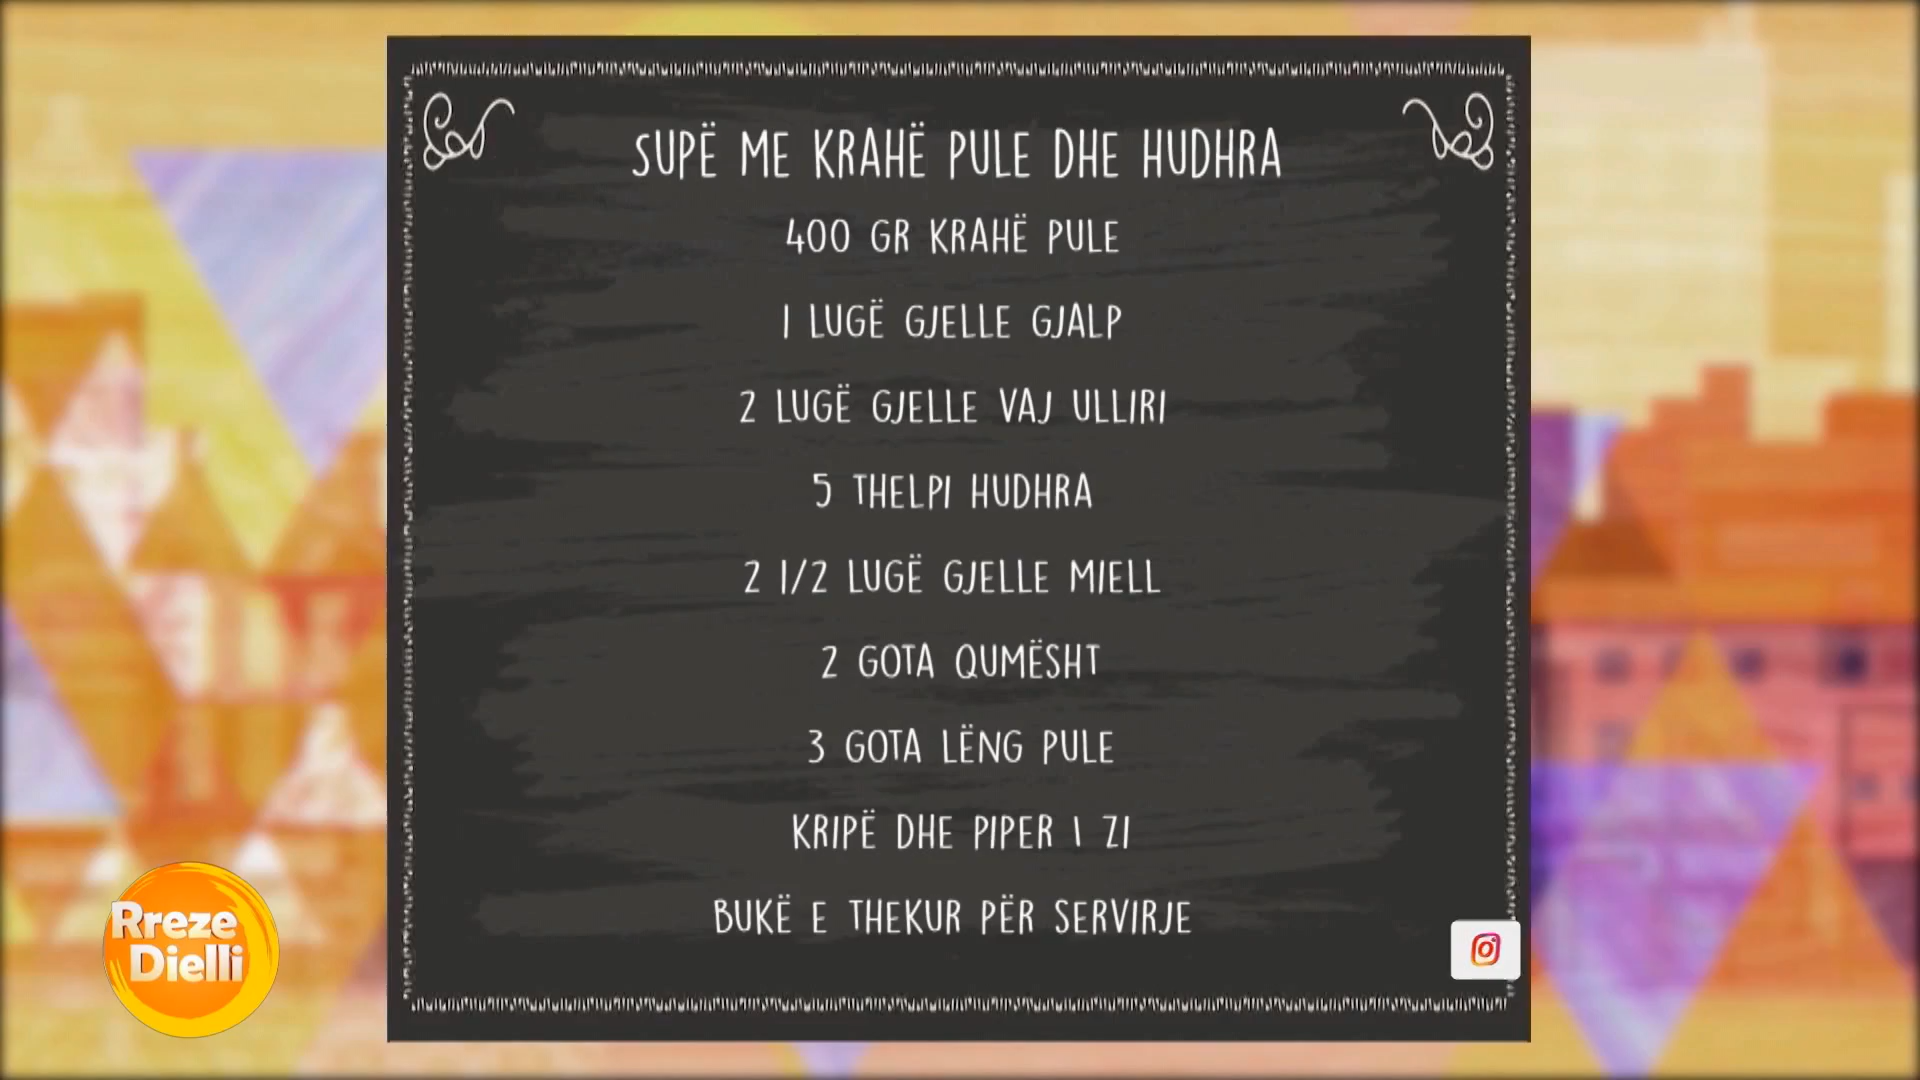 SUPË ME KRAHË PULE DHE HUDHRA
400 GR KRAHË PULE
1 LUGË GJELLE GJALP
2 LUGË GJELLE VAJ ULLIRI
5 THELPI HUDHRA
2 1/2 LUGË GJELLE MIELL
2 GOTA QUMËSHT
3 GOTA LËNG PULE
KRIPË DHE PIPER I ZI
BUKË E THEKUR PËR SERVIRJE
Rreze
Dielli